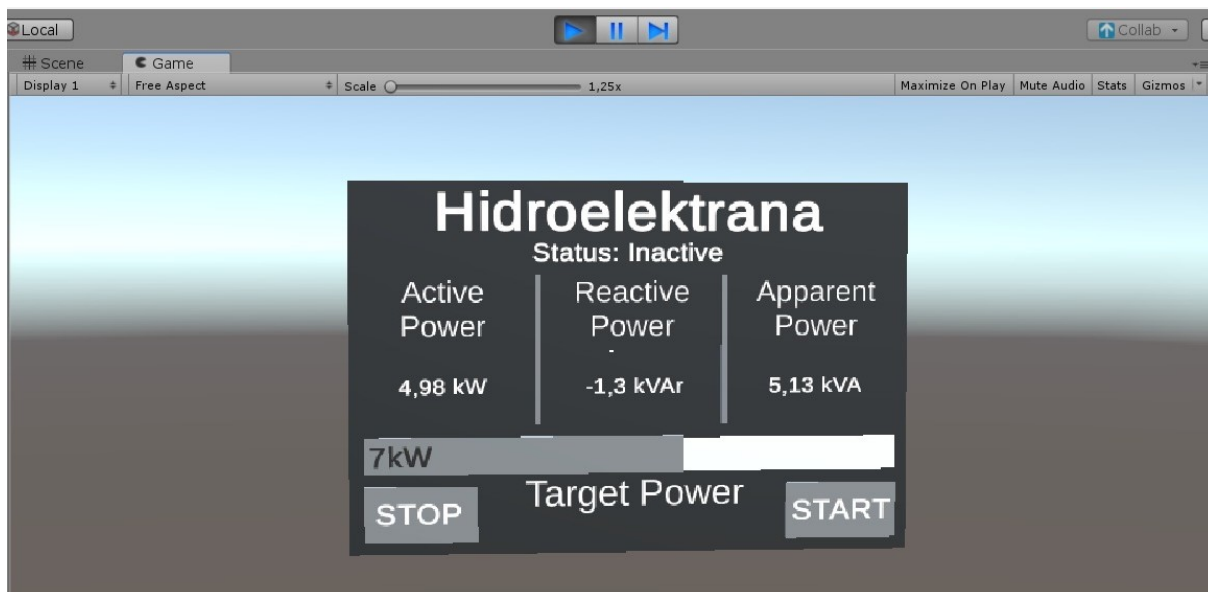 Local
Collab
Scene
Game
Display 1
Free Aspect
Scale
1,25x
Maximize On Play
Mute Audio
Stats
Gizmos
Hidroelektrana
Status: Inactive
Active
Power
4,98 kW
Reactive
Power
-1,3 kVAr
Apparent
Power
5,13 kVA
7kW
Target Power
STOP
START